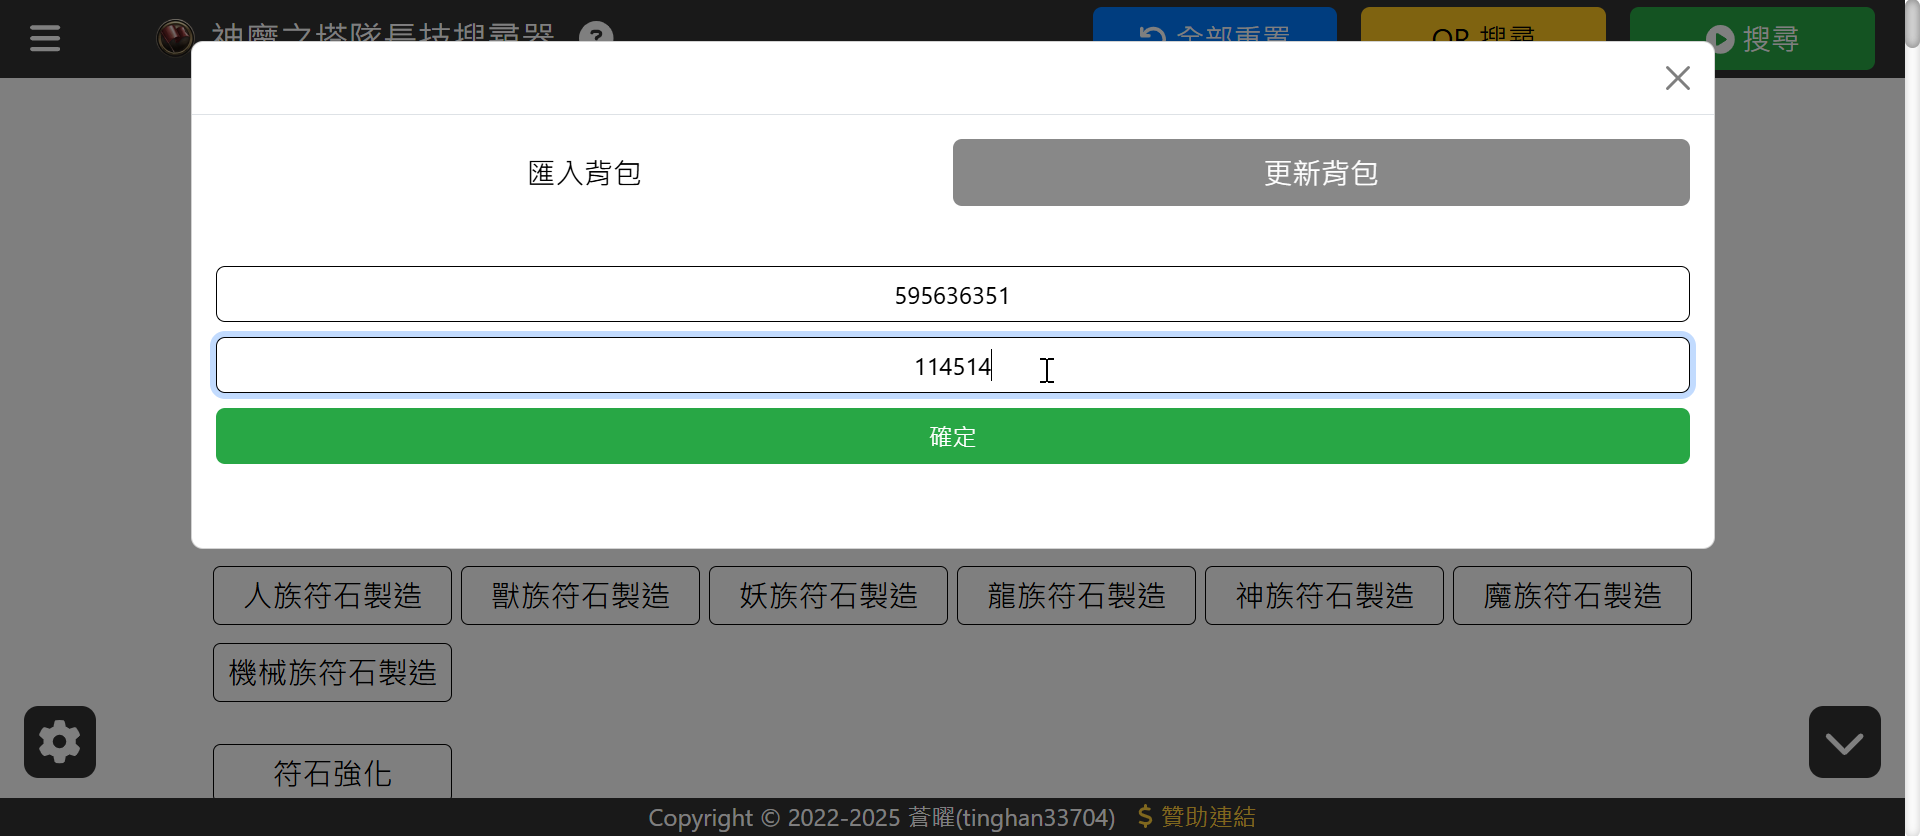 神魔之塔隊長技搜尋器 ?
全部重置
OR 搜尋
搜尋
匯入背包
更新背包
595636351
114514
確定
人族符石製造
獸族符石製造
妖族符石製造
龍族符石製造
神族符石製造
魔族符石製造
機械族符石製造
符石強化
Copyright © 2022-2025 蒼曜(tinghan33704) $ 贊助連結